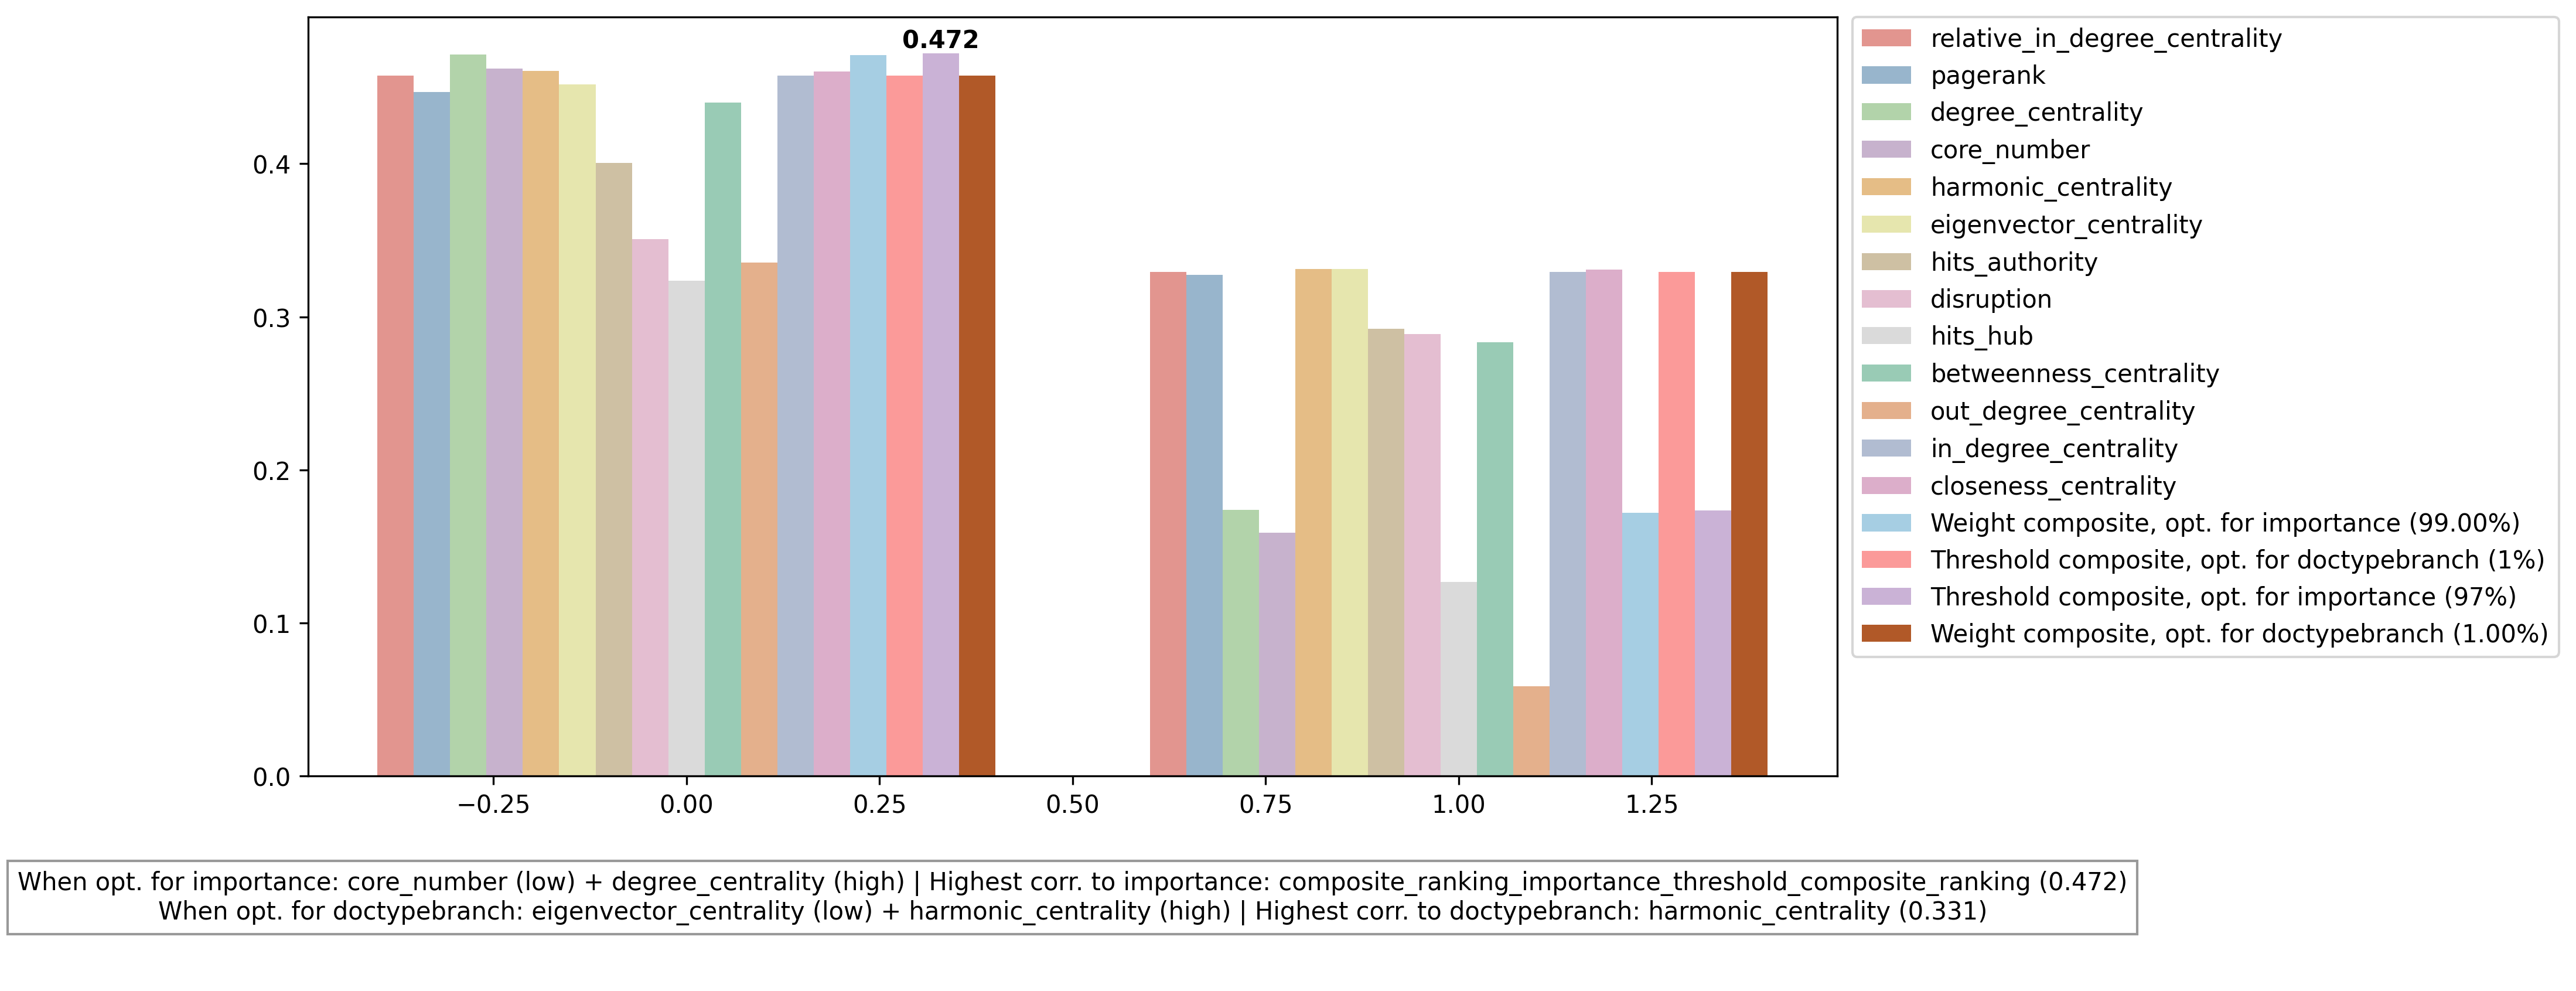 0.472
0.4
0.3
0.2
0.1
0.0
−0.25
0.00
0.25
0.50
0.75
1.00
1.25
relative_in_degree_centrality
pagerank
degree_centrality
core_number
harmonic_centrality
eigenvector_centrality
hits_authority
disruption
hits_hub
betweenness_centrality
out_degree_centrality
in_degree_centrality
closeness_centrality
Weight composite, opt. for importance (99.00%)
Threshold composite, opt. for doctypebranch (1%)
Threshold composite, opt. for importance (97%)
Weight composite, opt. for doctypebranch (1.00%)
When opt. for importance: core_number (low) + degree_centrality (high) | Highest corr. to importance: composite_ranking_importance_threshold_composite_ranking (0.472)
When opt. for doctypebranch: eigenvector_centrality (low) + harmonic_centrality (high) | Highest corr. to doctypebranch: harmonic_centrality (0.331)